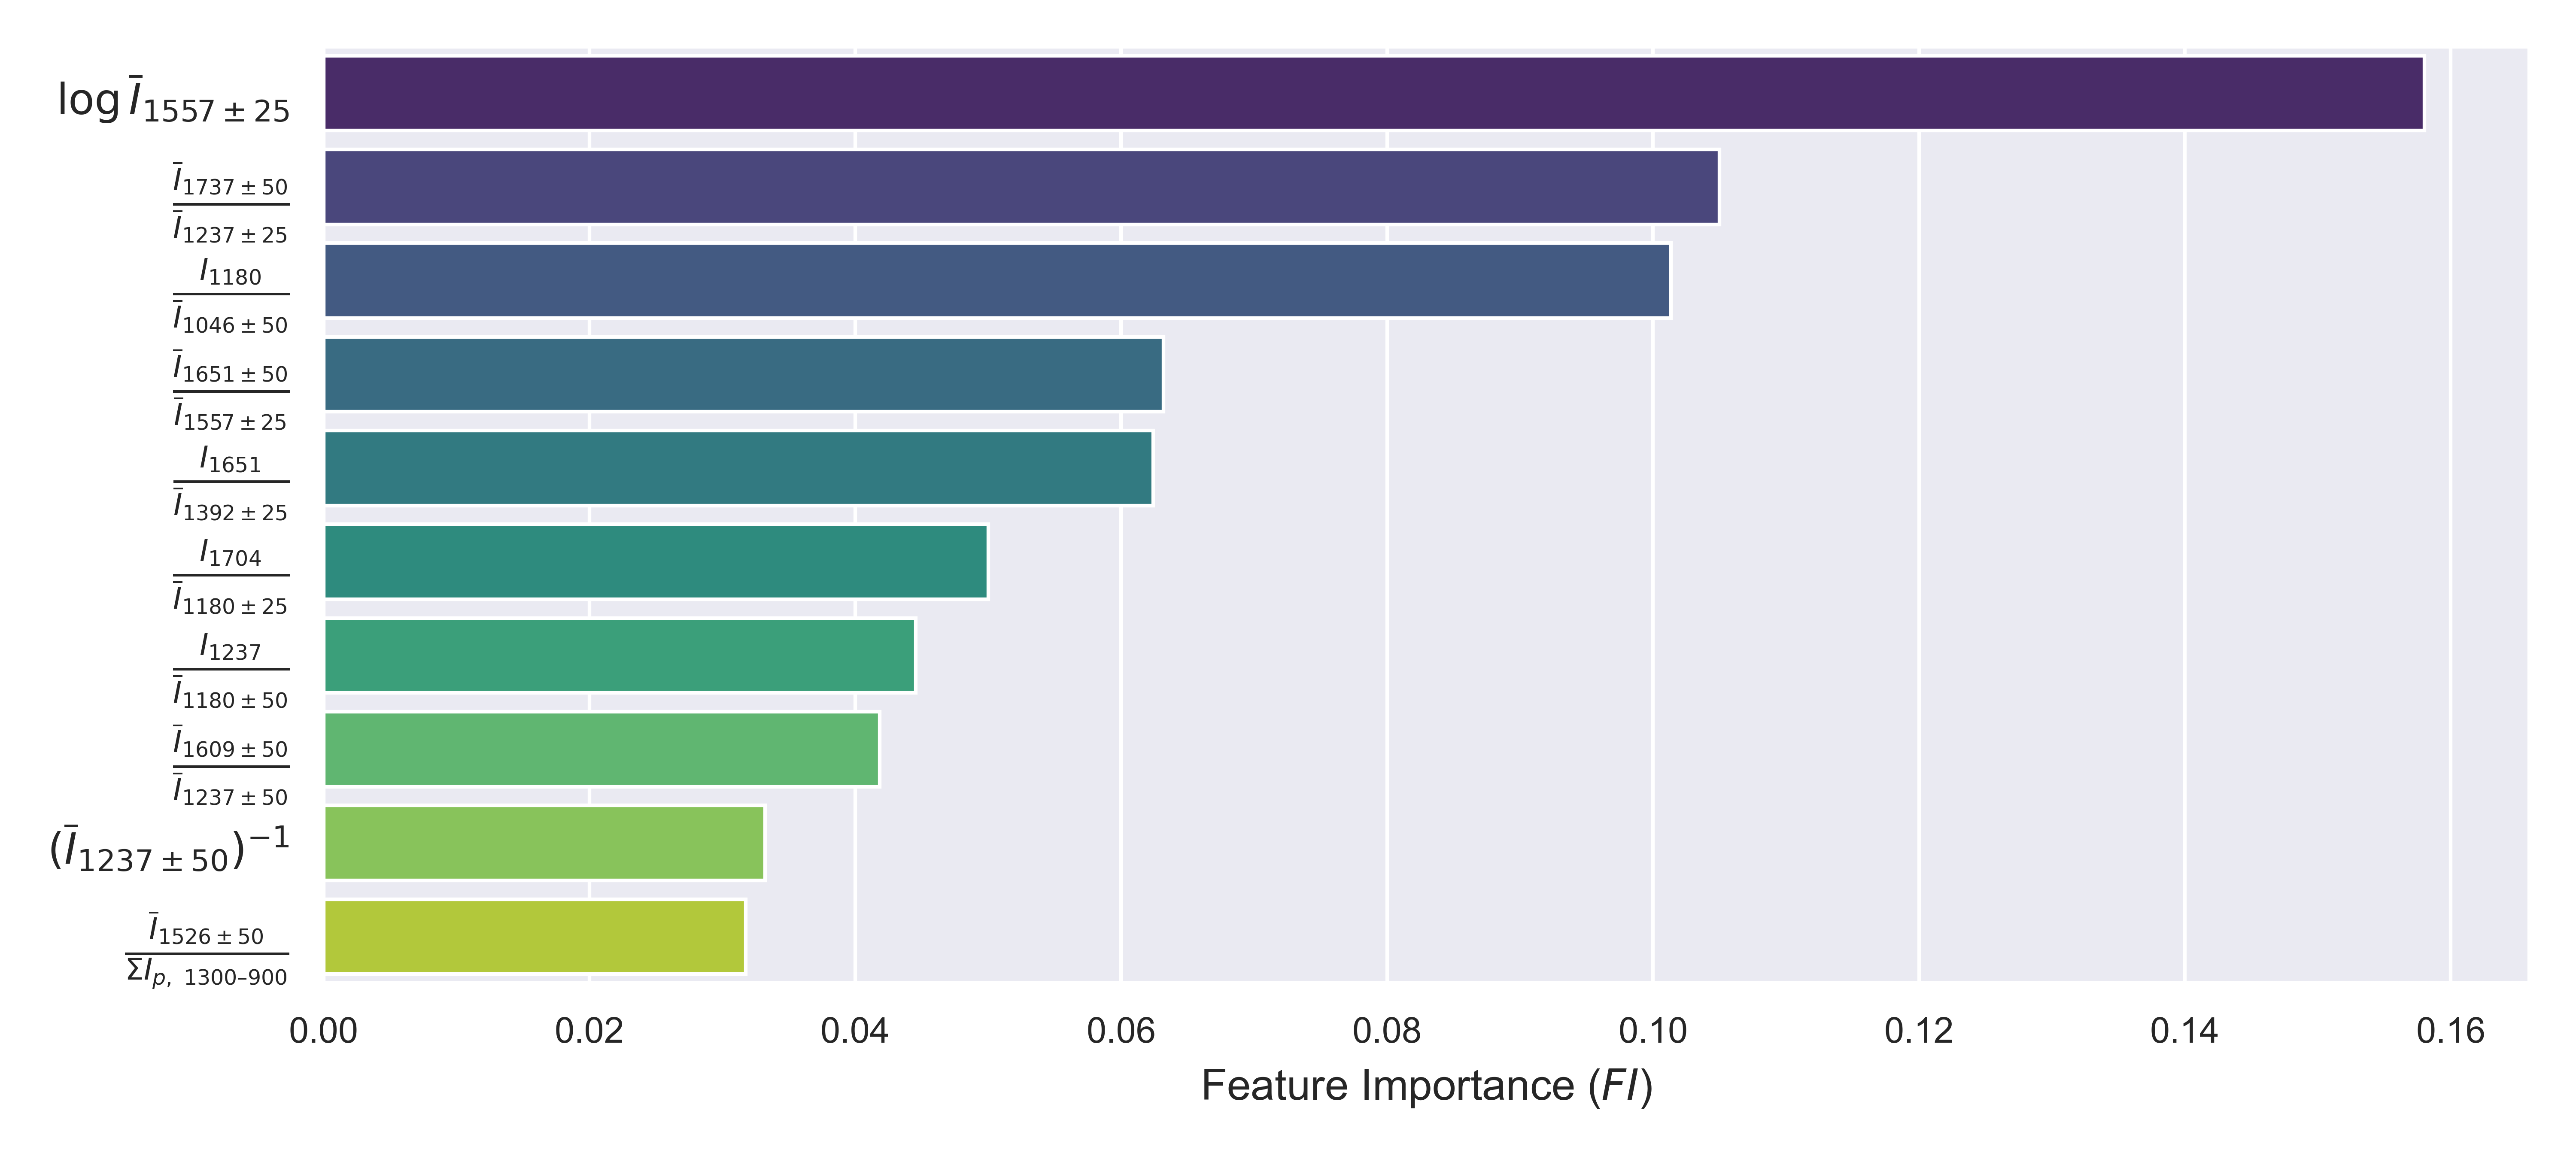 log Ī₁₅₅₇ ± ₂₅
Ī₁₇₃₇ ± ₅₀
Ī₁₂₃₇ ± ₂₅
I₁₁₈₀
Ī₁₀₄₆ ± ₅₀
Ī₁₆₅₁ ± ₅₀
Ī₁₅₅₇ ± ₂₅
I₁₆₅₁
Ī₁₃₉₂ ± ₂₅
I₁₇₀₄
Ī₁₁₈₀ ± ₂₅
I₁₂₃₇
Ī₁₁₈₀ ± ₅₀
Ī₁₆₀₉ ± ₅₀
Ī₁₂₃₇ ± ₅₀
(Ī₁₂₃₇ ± ₅₀)⁻¹
Ī₁₅₂₆ ± ₅₀
ΣIₚ, ₁₃₀₀–₉₀₀
0.00 0.02 0.04 0.06 0.08 0.10 0.12 0.14 0.16
Feature Importance (FI)